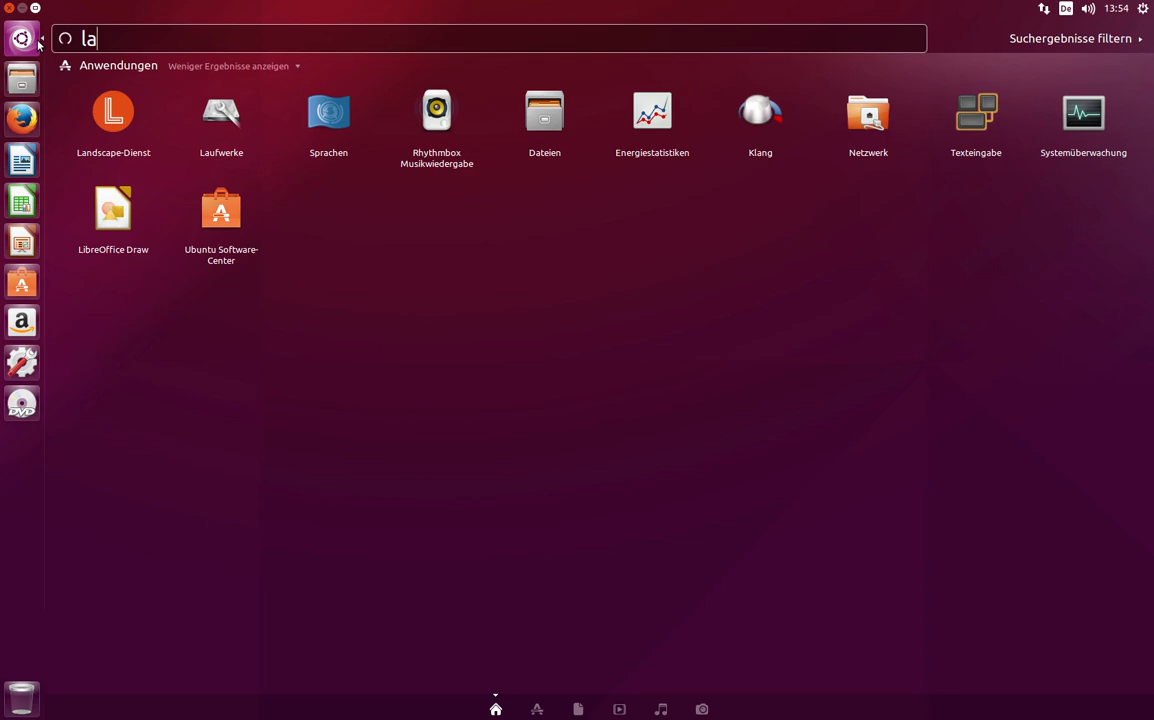 De 13:54
la
Suchergebnisse filtern
Anwendungen Weniger Ergebnisse anzeigen
Landscape-Dienst
Laufwerke
Sprachen
Rhythmbox
Musikwiedergabe
Dateien
Energiestatistiken
Klang
Netzwerk
Texteingabe
Systemüberwachung
LibreOffice Draw
Ubuntu Software-
Center
DVD